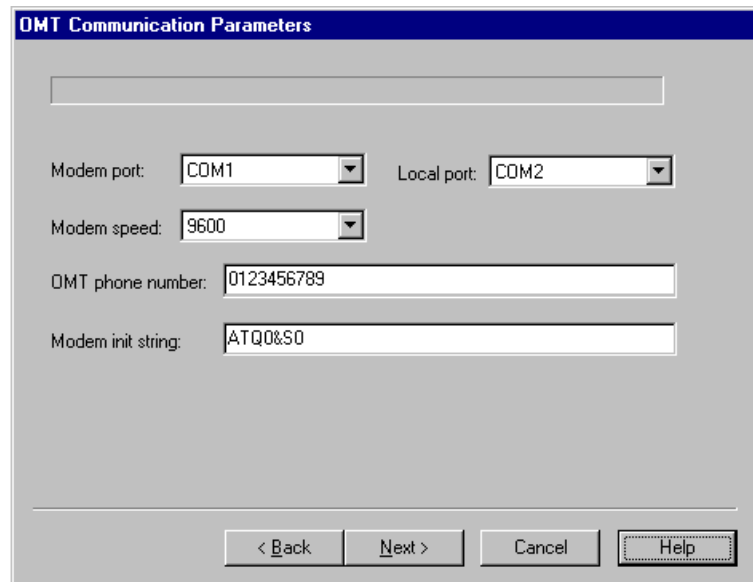 OMT Communication Parameters
Modem port: COM1 Local port: COM2
Modem speed: 9600
OMT phone number: 0123456789
Modem init string: ATQ0&S0
< Back Next > Cancel Help